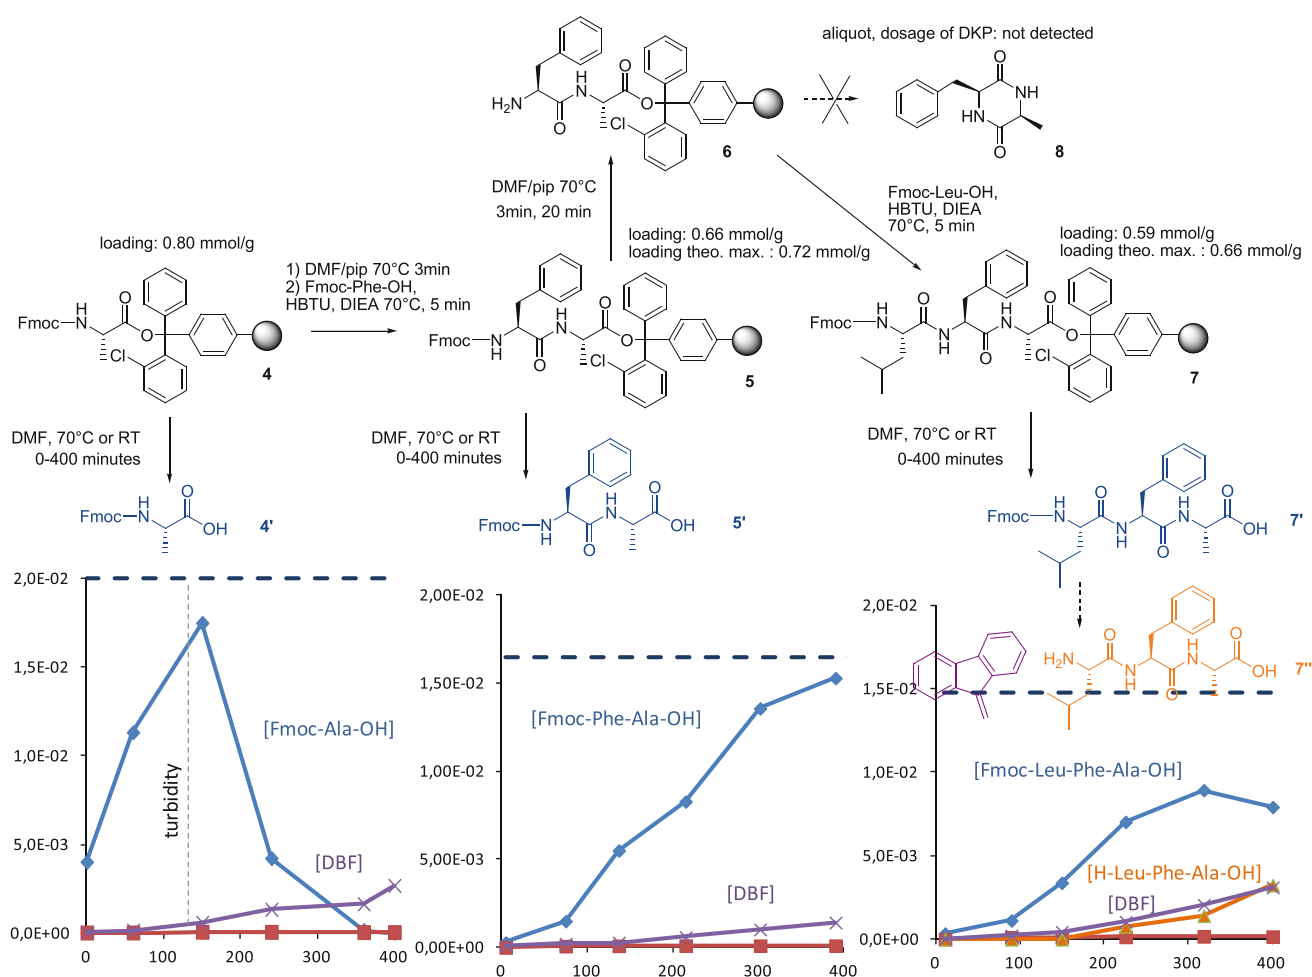 aliquot, dosage of DKP: not detected
H
N
O
H2N
O
O
Cl
6
O
NH
HN
O
8
DMF/pip 70°C
3min, 20 min
Fmoc-Leu-OH,
HBTU, DIEA
70°C, 5 min
loading: 0.80 mmol/g
loading: 0.66 mmol/g
loading theo. max. : 0.72 mmol/g
loading: 0.59 mmol/g
loading theo. max. : 0.66 mmol/g
1) DMF/pip 70°C 3min
2) Fmoc-Phe-OH,
HBTU, DIEA 70°C, 5 min
Fmoc
H
N
O
O
Cl
4
Fmoc
N
H
O
H
N
O
O
Cl
5
Fmoc
H
N
O
N
H
O
H
N
O
O
Cl
7
DMF, 70°C or RT
0-400 minutes
DMF, 70°C or RT
0-400 minutes
DMF, 70°C or RT
0-400 minutes
Fmoc
H
N
O
OH
4'
Fmoc
N
H
O
H
N
O
OH
5'
Fmoc
H
N
O
N
H
O
H
N
O
OH
7'
H2N
O
N
H
O
H
N
O
OH
7"
2,0E-02
1,5E-02
1,0E-02
5,0E-03
0,0E+00
[Fmoc-Ala-OH]
turbidity
[DBF]
0
100
200
300
400
2,00E-02
1,50E-02
1,00E-02
5,00E-03
0,00E+00
[Fmoc-Phe-Ala-OH]
[DBF]
0
100
200
300
400
2,0E-02
1,5E-02
1,0E-02
5,0E-03
0,0E+00
[Fmoc-Leu-Phe-Ala-OH]
[H-Leu-Phe-Ala-OH]
[DBF]
0
100
200
300
400